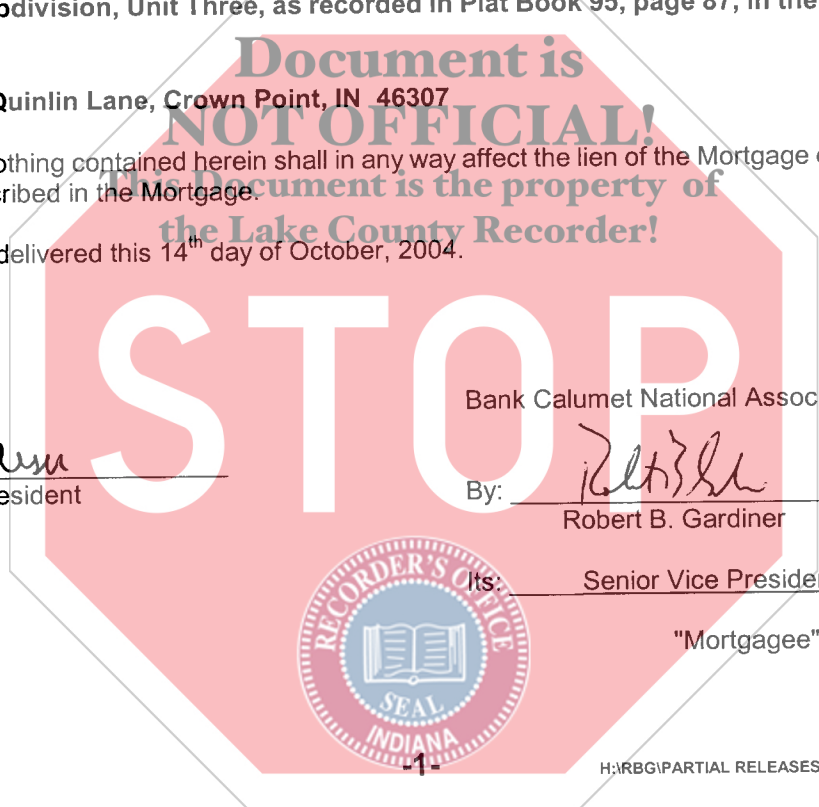 bdivision, Unit Three, as recorded in Plat Book 95, page 87, in the
Document is
Quinlin Lane, Crown Point, IN 46307
NOT OFFICIAL!
othing contained herein shall in any way affect the lien of the Mortgage
This Document is the property of
ribed in the Mortgage.
the Lake County Recorder!
delivered this 14th day of October, 2004.
STOP
Bank Calumet National Assoc
esident
By:
Robert B. Gardiner
Its: Senior Vice Preside
"Mortgagee"
RECORDER'S OFFICE
SEAL
INDIANA
-1-
H:\RBG\PARTIAL RELEASES